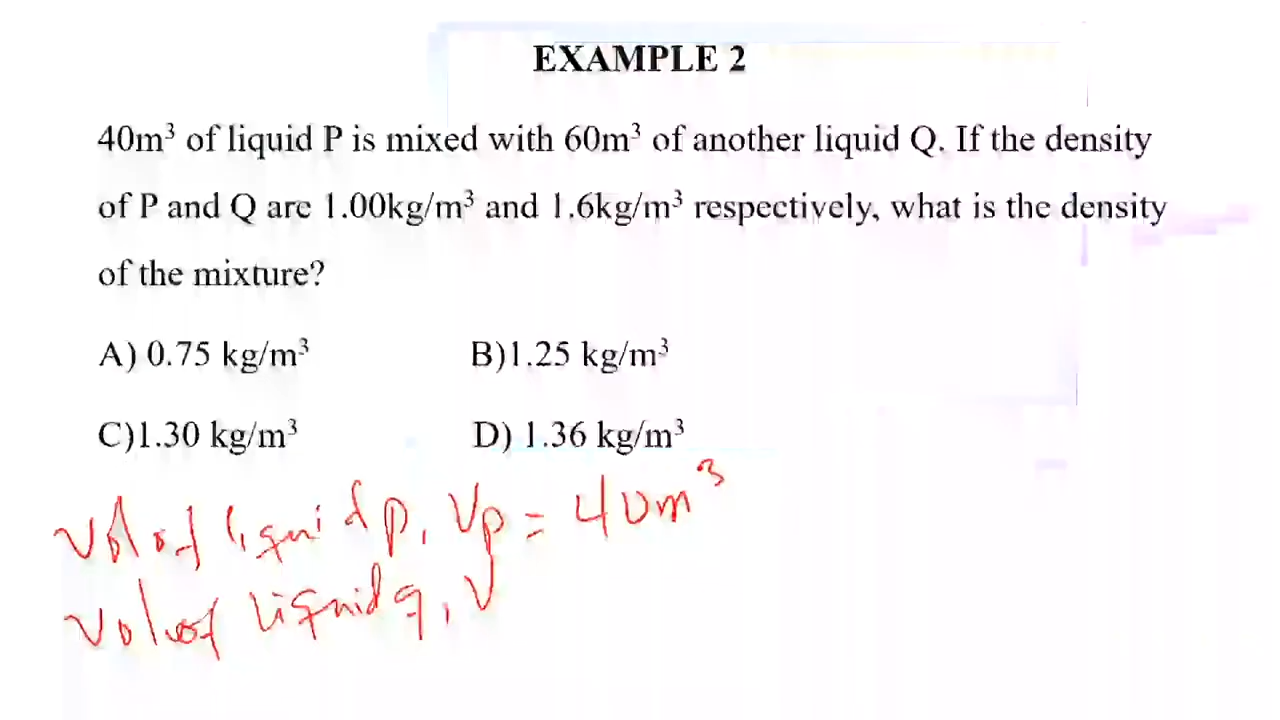 EXAMPLE 2
40m³ of liquid P is mixed with 60m³ of another liquid Q. If the density
of P and Q are 1.00kg/m³ and 1.6kg/m³ respectively, what is the density
of the mixture?
A) 0.75 kg/m³ B)1.25 kg/m³
C)1.30 kg/m³ D) 1.36 kg/m³
Vol of liquid p, Vp = 40m³
Vol of liquid q, V